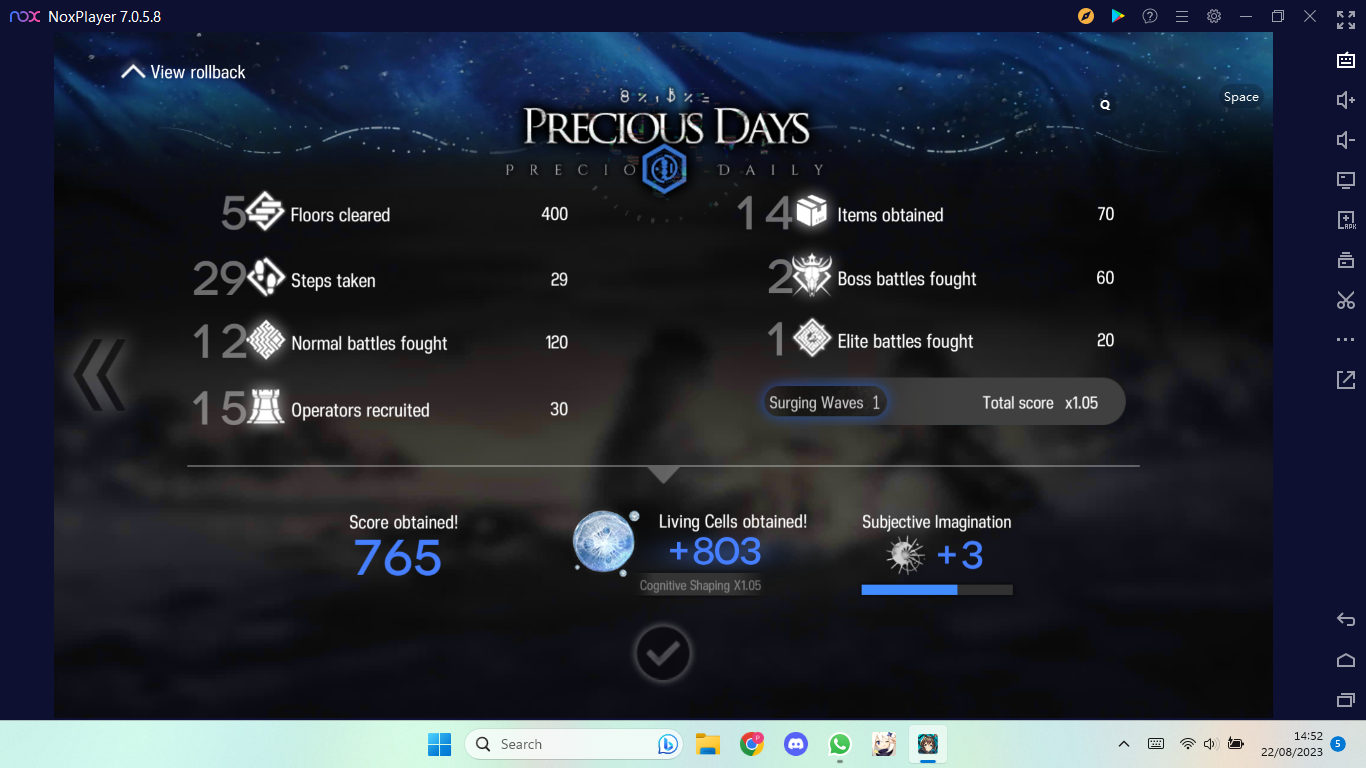 nox NoxPlayer 7.0.5.8
View rollback
Space
Q
PRECIOUS DAYS
DAILY
5 Floors cleared 400
14 Items obtained 70
29 Steps taken 29
2 Boss battles fought 60
12 Normal battles fought 120
1 Elite battles fought 20
15 Operators recruited 30
Surging Waves 1 Total score x1.05
Score obtained!
765
Living Cells obtained!
+803
Cognitive Shaping X1.05
Subjective Imagination
+3
Search
14:52
22/08/2023
5